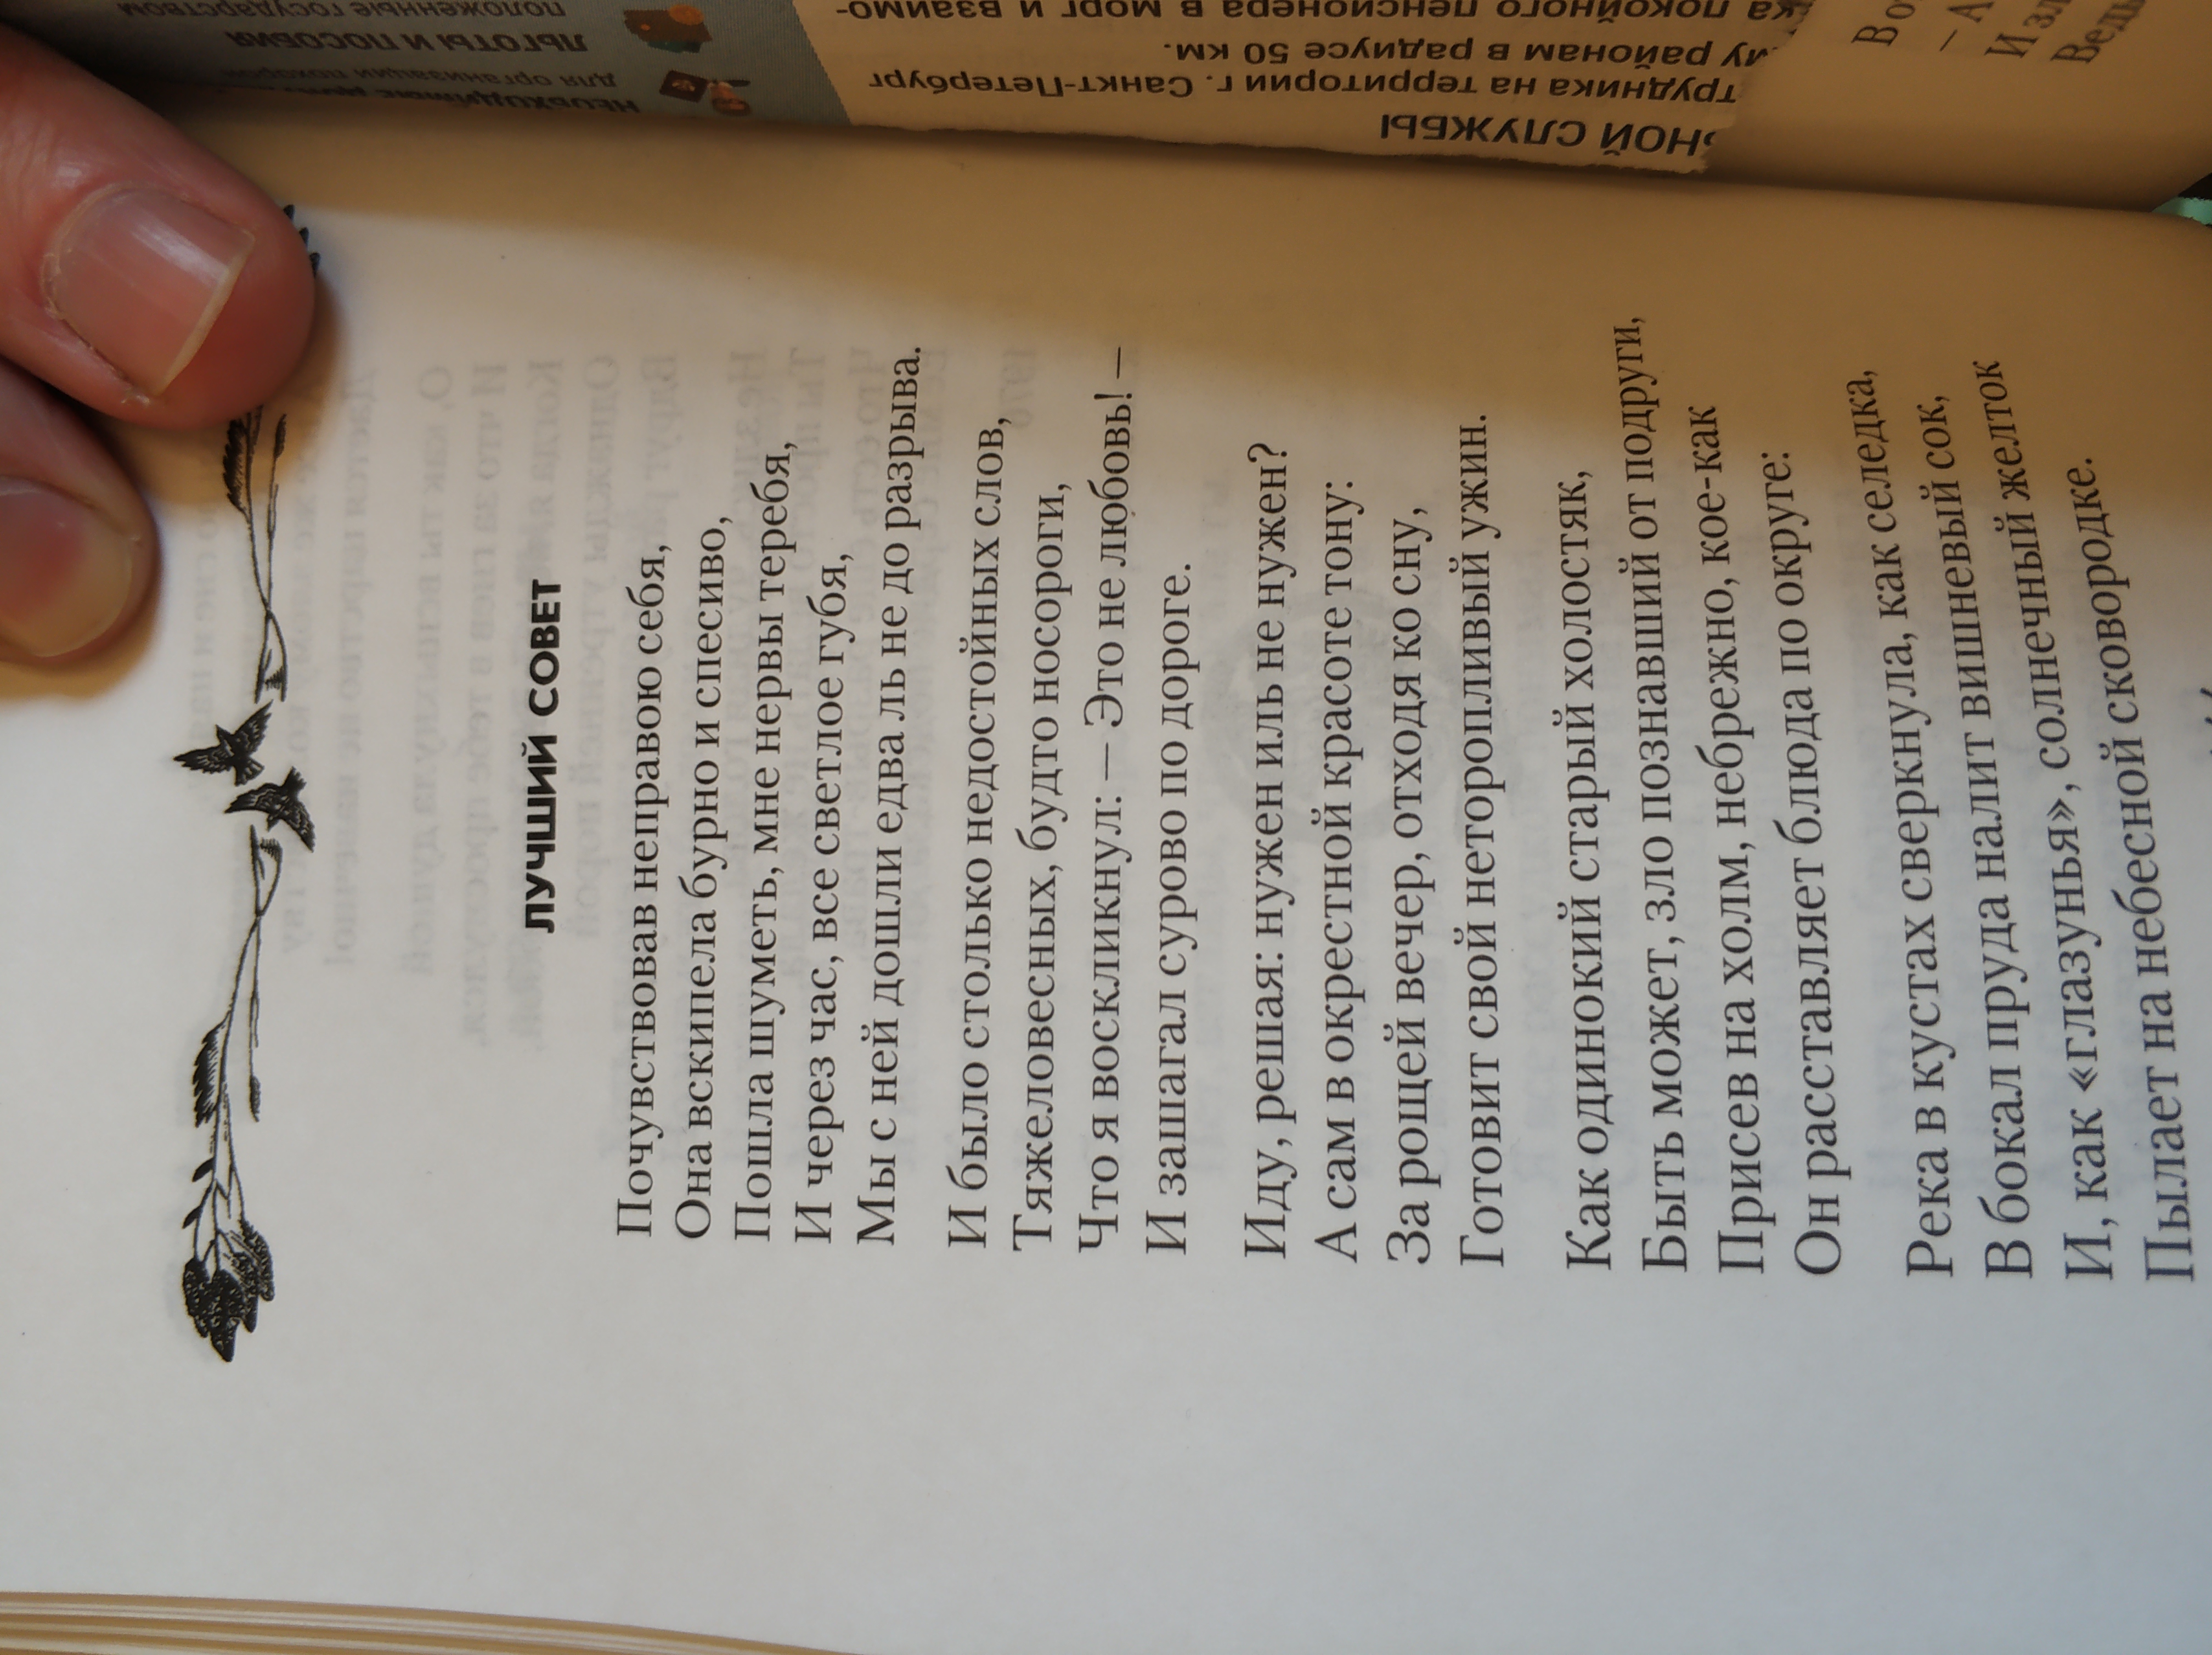 ЛУЧШИЙ СОВЕТ
Почувствовав неправою себя,
Она вскипела бурно и спесиво,
Пошла шуметь, мне нервы теребя,
И через час, все светлое губя,
Мы с ней дошли едва ль не до разрыва.
И было столько недостойных слов,
Тяжеловесных, будто носороги,
Что я воскликнул: — Это не любовь! —
И зашагал сурово по дороге.
Иду, решая: нужен иль не нужен?
А сам в окрестной красоте тону:
За рощей вечер, отходя ко сну,
Готовит свой неторопливый ужин.
Как одинокий старый холостяк,
Быть может, зло познавший от подруги,
Присев на холм, небрежно, кое-как
Он расставляет блюда по округе:
Река в кустах сверкнула, как селедка,
В бокал пруда налит вишневый сок,
И, как «глазунья», солнечный желток
Пылает на небесной сковородке.
для организации
ЛЬГОТЫ И ПОСОБИЯ
положенные государством
НОЙ СЛУЖБЫ
трудника на территории г. Санкт-Петербург
му районам в радиусе 50 км.
ка покойного пенсионера в морг и взаимо-